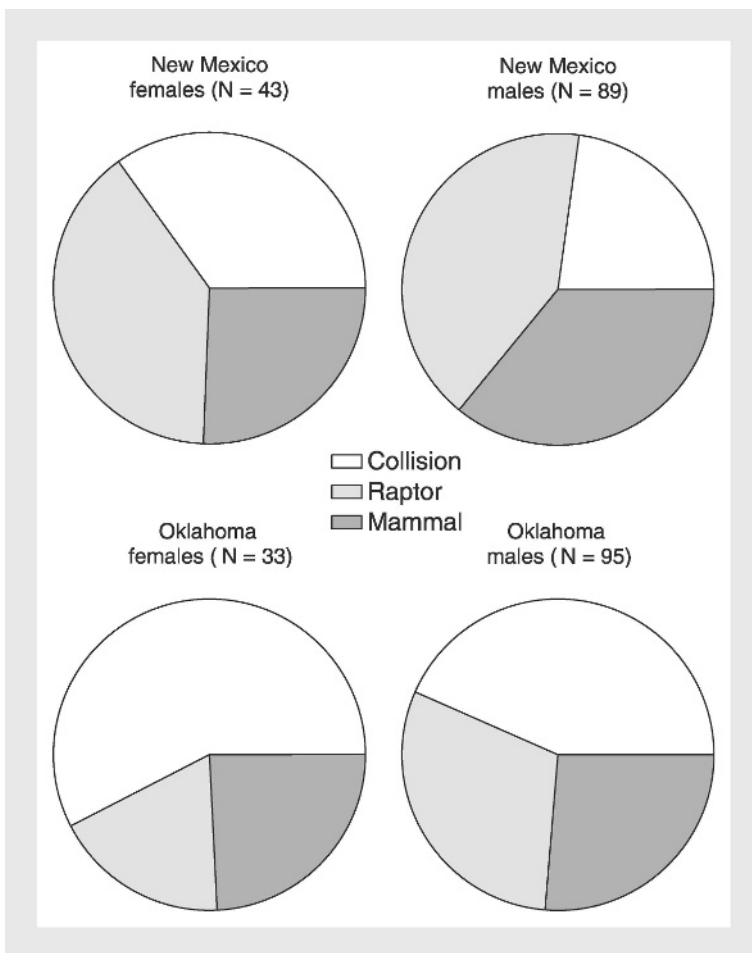 New Mexico
females (N = 43)
New Mexico
males (N = 89)
Collision
Raptor
Mammal
Oklahoma
females ( N = 33)
Oklahoma
males ( N = 95)